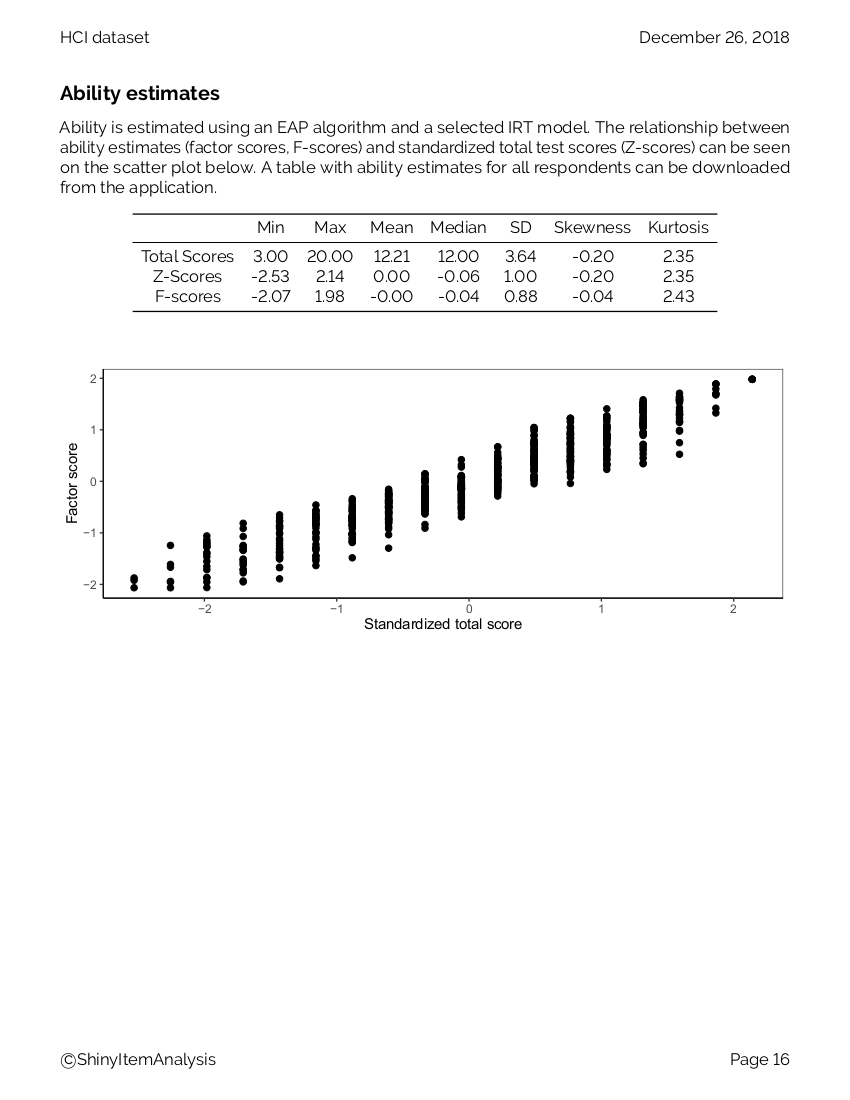 HCI dataset December 26, 2018
Ability estimates
Ability is estimated using an EAP algorithm and a selected IRT model. The relationship between
ability estimates (factor scores, F-scores) and standardized total test scores (Z-scores) can be seen
on the scatter plot below. A table with ability estimates for all respondents can be downloaded
from the application.
Min Max Mean Median SD Skewness Kurtosis
Total Scores 3.00 20.00 12.21 12.00 3.64 -0.20 2.35
Z-Scores -2.53 2.14 0.00 -0.06 1.00 -0.20 2.35
F-scores -2.07 1.98 -0.00 -0.04 0.88 -0.04 2.43
2
1
0
−1
−2
Factor score
−2 −1 0 1 2
Standardized total score
©ShinyItemAnalysis Page 16